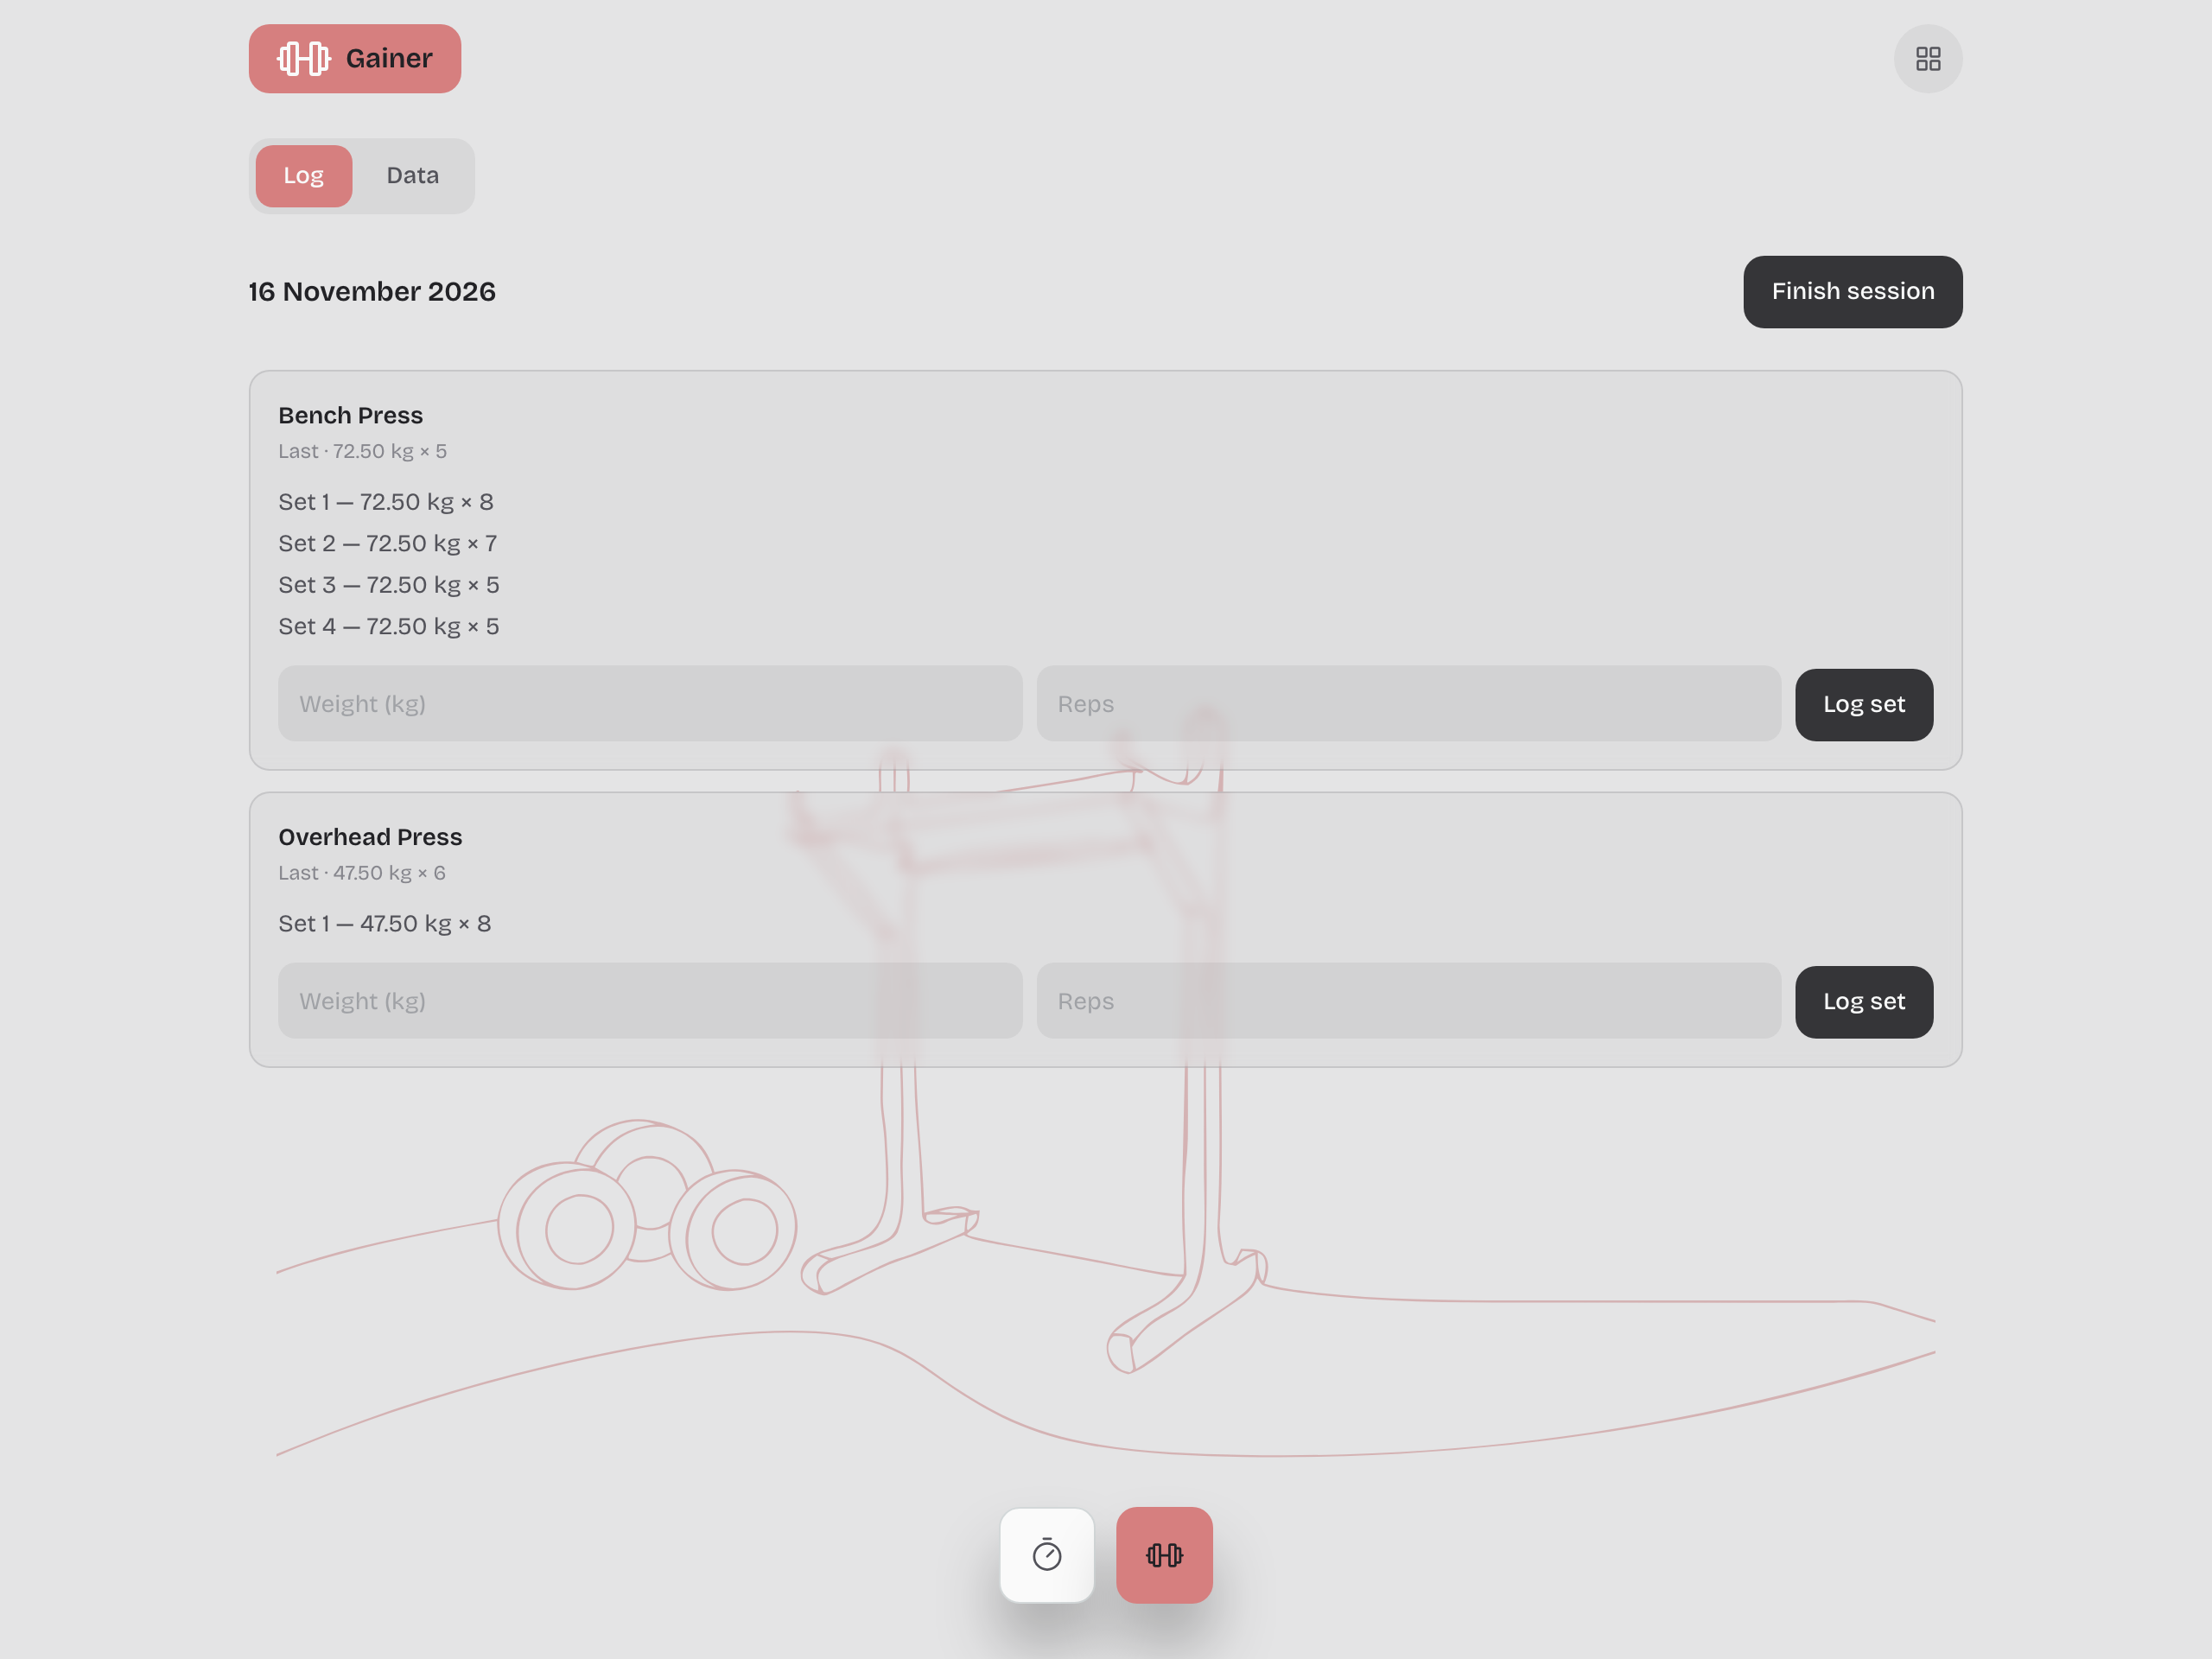 Gainer
Log
Data
16 November 2026
Finish session
Bench Press
Last · 72.50 kg × 5
Set 1 — 72.50 kg × 8
Set 2 — 72.50 kg × 7
Set 3 — 72.50 kg × 5
Set 4 — 72.50 kg × 5
Weight (kg)
Reps
Log set
Overhead Press
Last · 47.50 kg × 6
Set 1 — 47.50 kg × 8
Weight (kg)
Reps
Log set